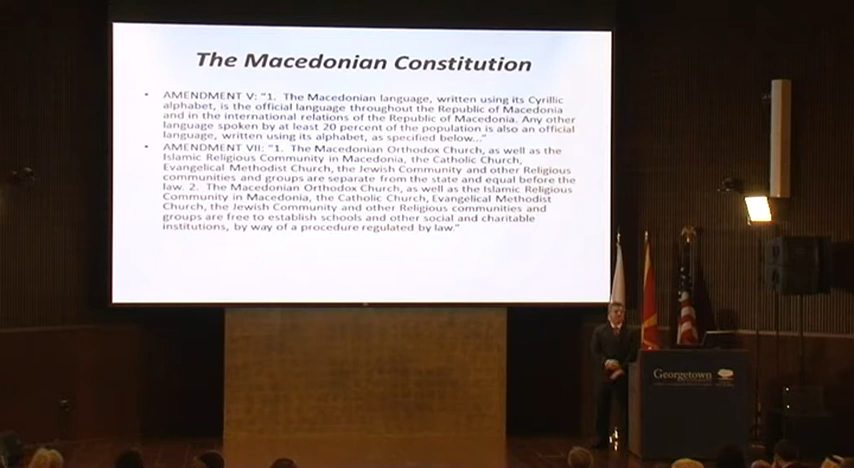 The Macedonian Constitution
• AMENDMENT V: "1. The Macedonian language, written using its Cyrillic
alphabet, is the official language throughout the Republic of Macedonia
and in the international relations of the Republic of Macedonia. Any other
language spoken by at least 20 percent of the population is also an official
language, written using its alphabet, as specified below..."
• AMENDMENT VII: "1. The Macedonian Orthodox Church, as well as the
Islamic Religious Community in Macedonia, the Catholic Church,
Evangelical Methodist Church, the Jewish Community and other Religious
communities and groups are separate from the state and equal before the
law. 2. The Macedonian Orthodox Church, as well as the Islamic Religious
Community in Macedonia, the Catholic Church, Evangelical Methodist
Church, the Jewish Community and other Religious communities and
groups are free to establish schools and other social and charitable
institutions, by way of a procedure regulated by law."
Georgetown